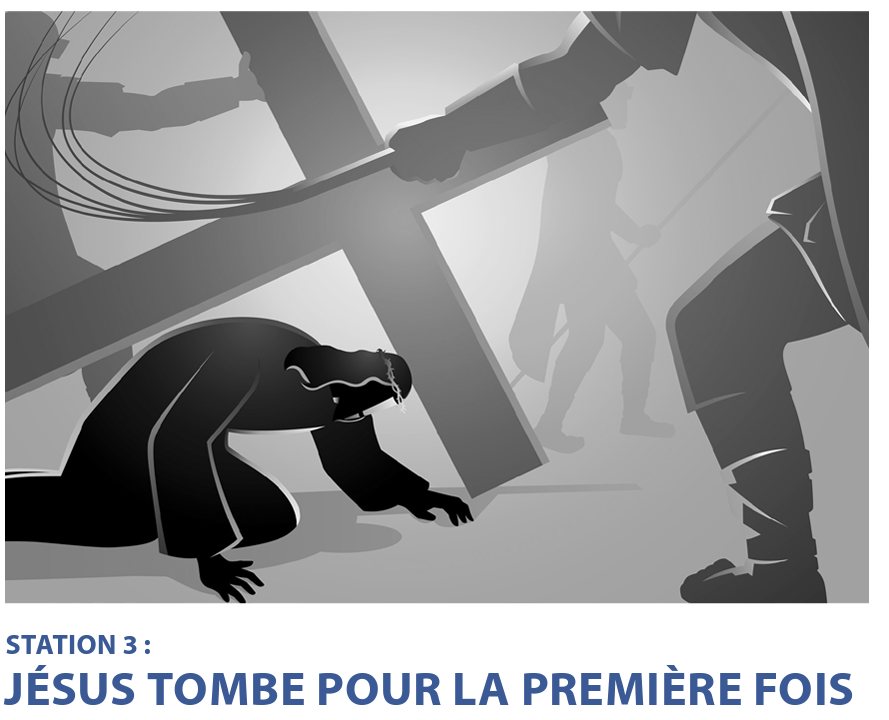 STATION 3 :
JÉSUS TOMBE POUR LA PREMIÈRE FOIS